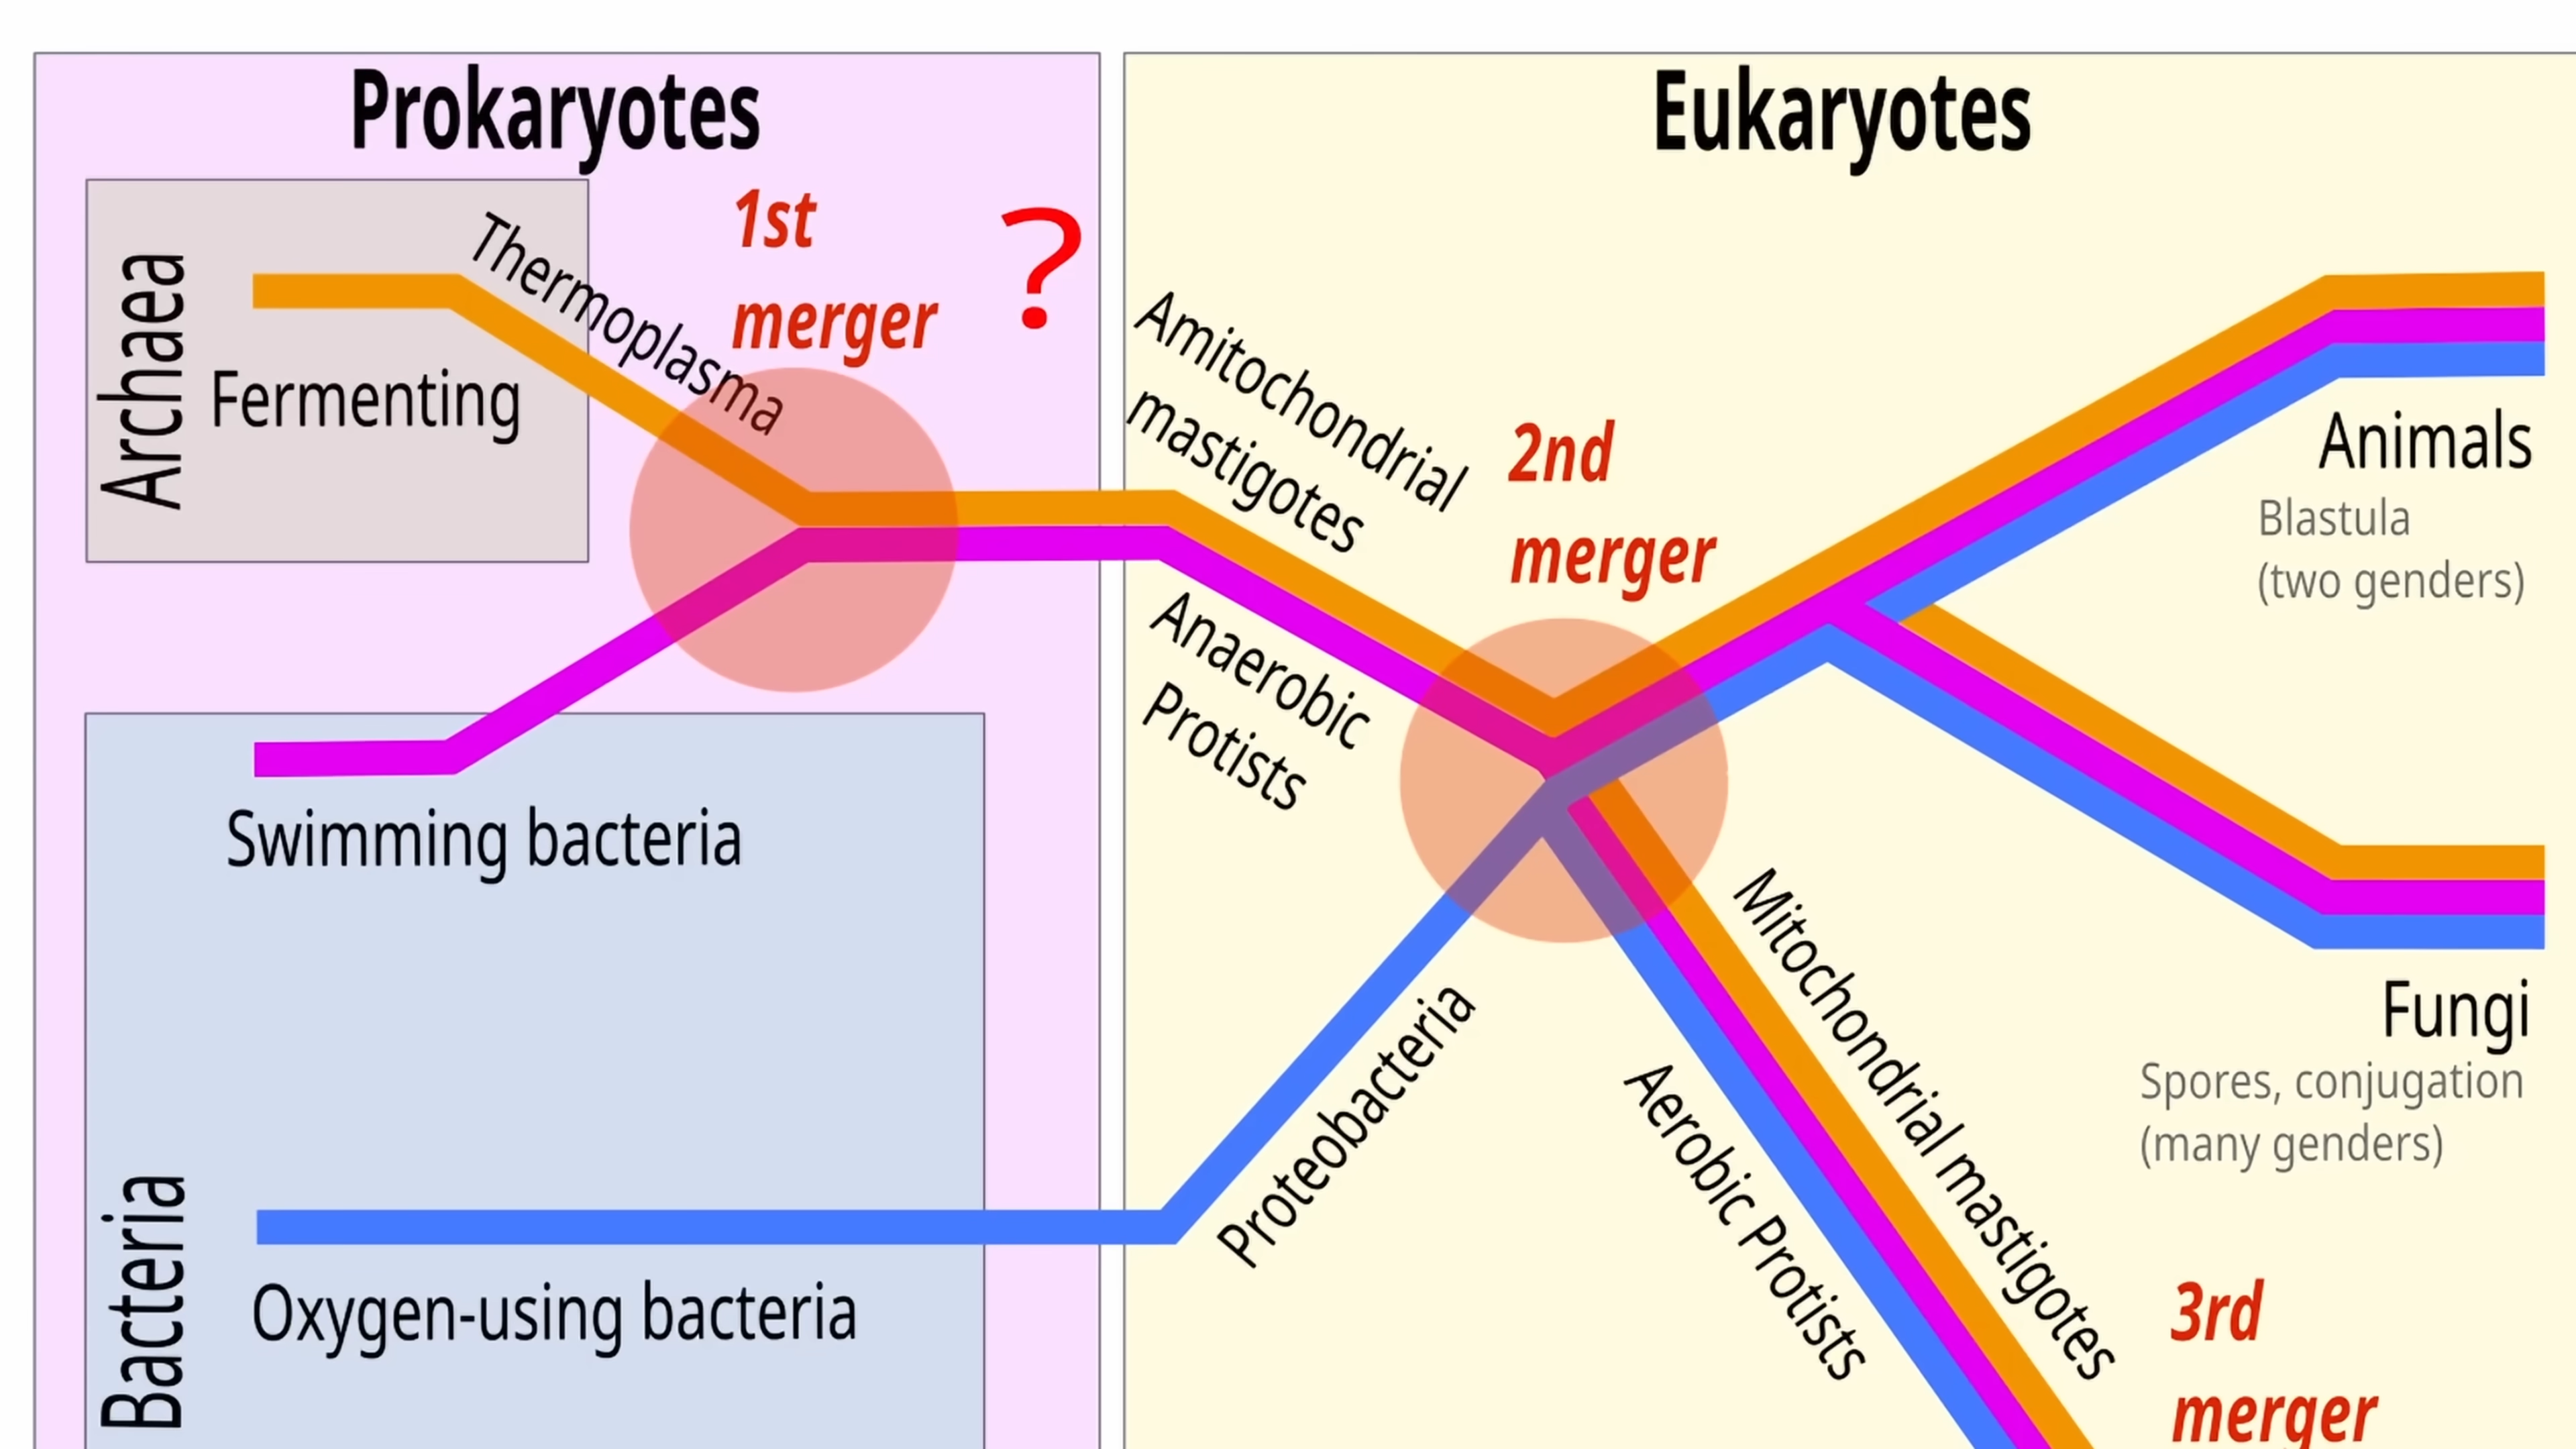 Prokaryotes
Eukaryotes
Archaea
Fermenting
Thermoplasma
1st
merger
?
Amitochondrial
mastigotes
Anaerobic
Protists
2nd
merger
Animals
Blastula
(two genders)
Swimming bacteria
Bacteria
Oxygen-using bacteria
Proteobacteria
Mitochondrial mastigotes
Aerobic Protists
Fungi
Spores, conjugation
(many genders)
3rd
merger